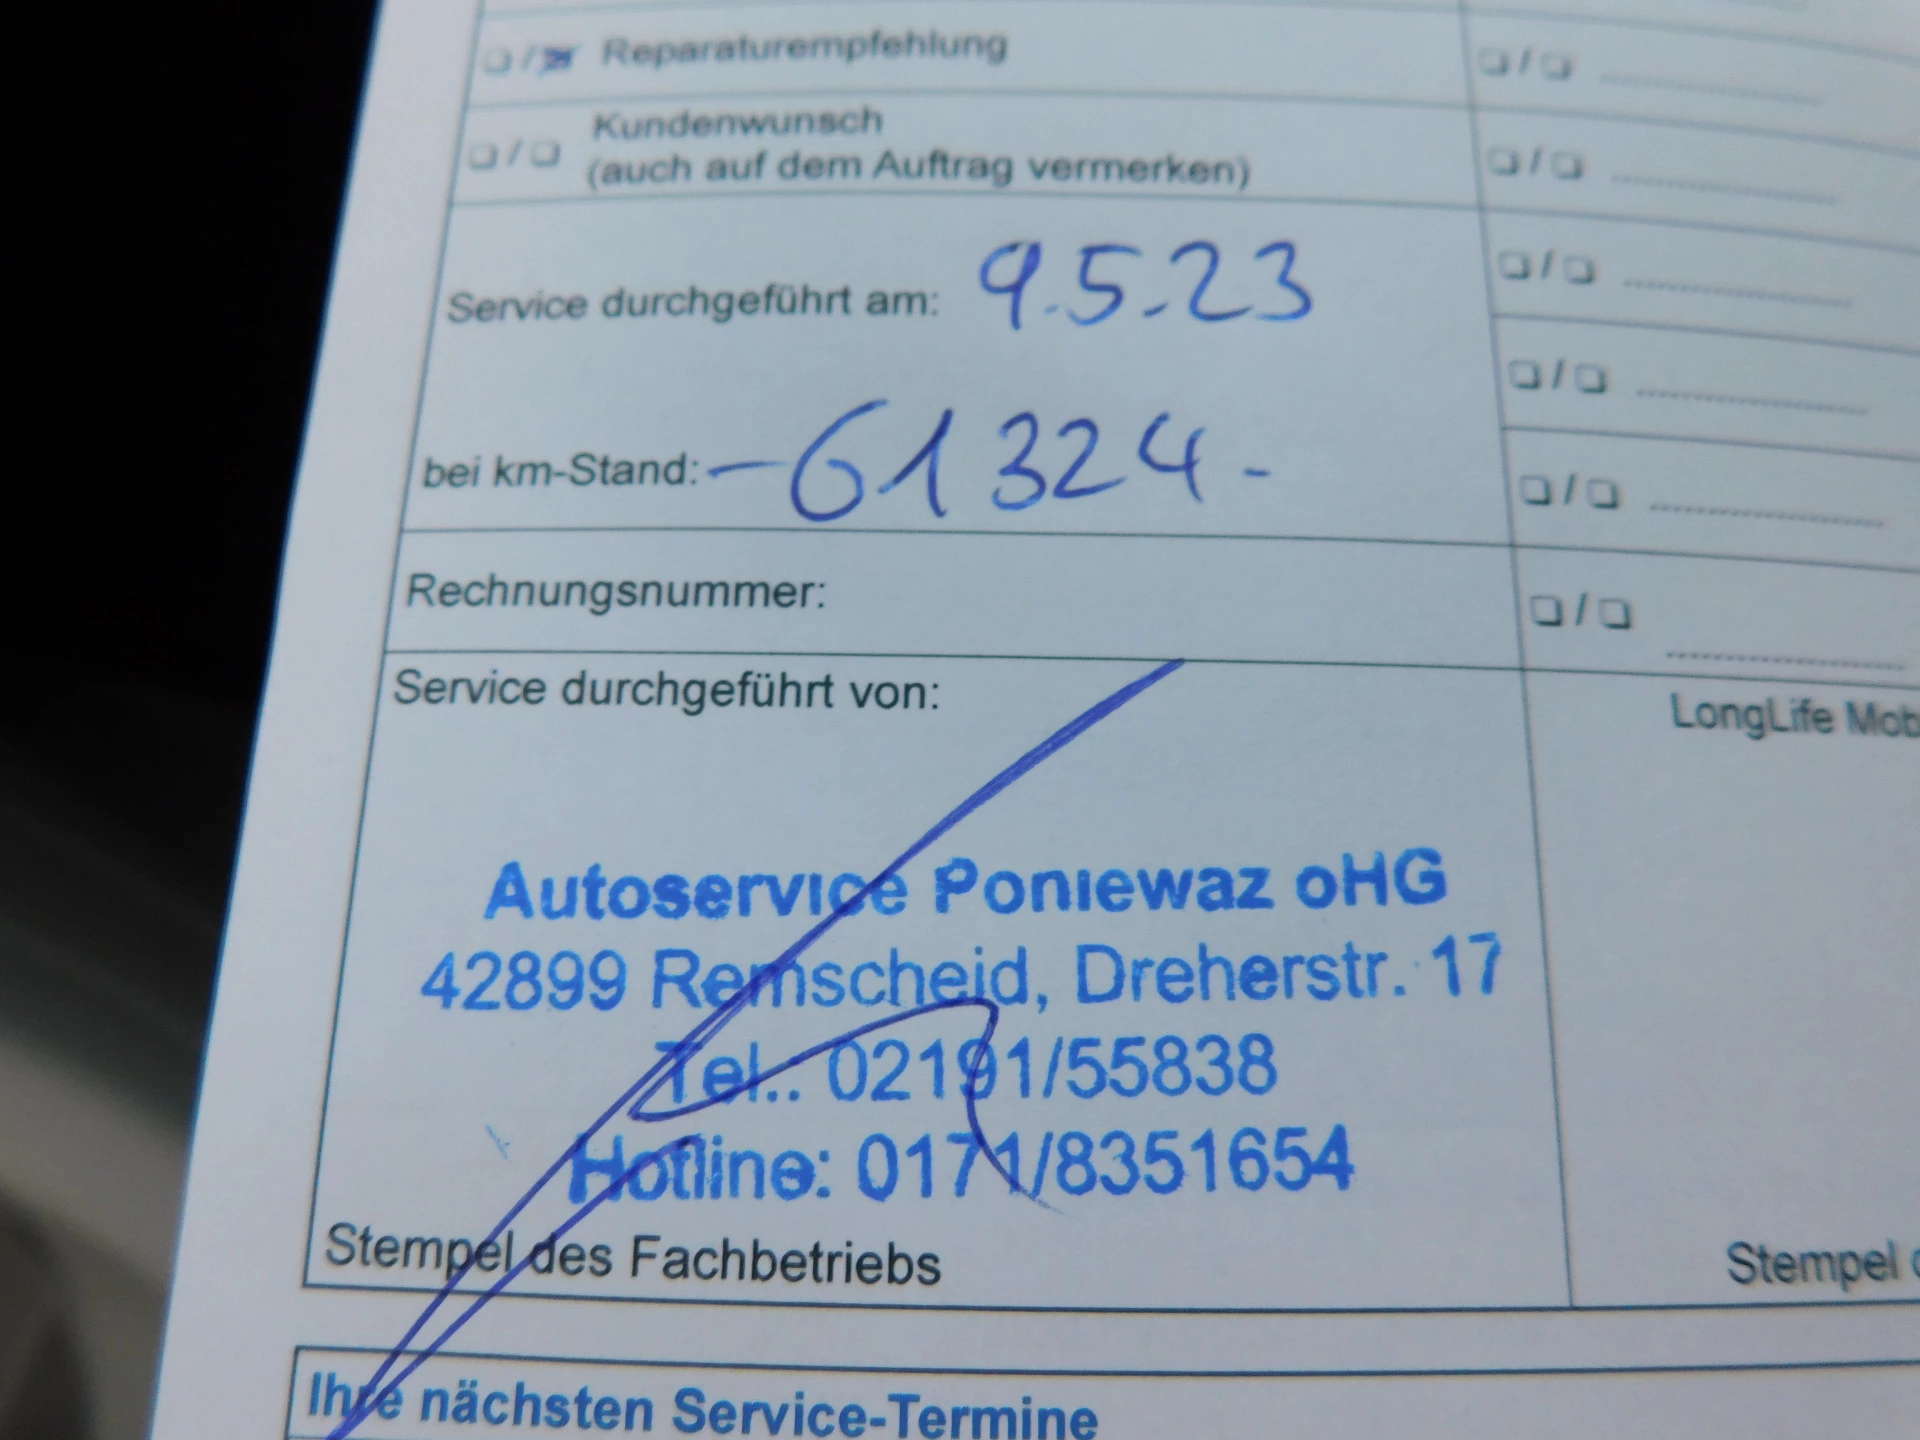 Reparaturempfehlung
Kundenwunsch
(auch auf dem Auftrag vermerken)
Service durchgeführt am: 9.5.23
bei km-Stand: - 61 324 -
Rechnungsnummer:
Service durchgeführt von:
LongLife Mob
Autoservice Poniewaz oHG
42899 Remscheid, Dreherstr. 17
Tel.. 02191/55838
Hotline: 0171/8351654
Stempel des Fachbetriebs
Stempel
Ihre nächsten Service-Termine